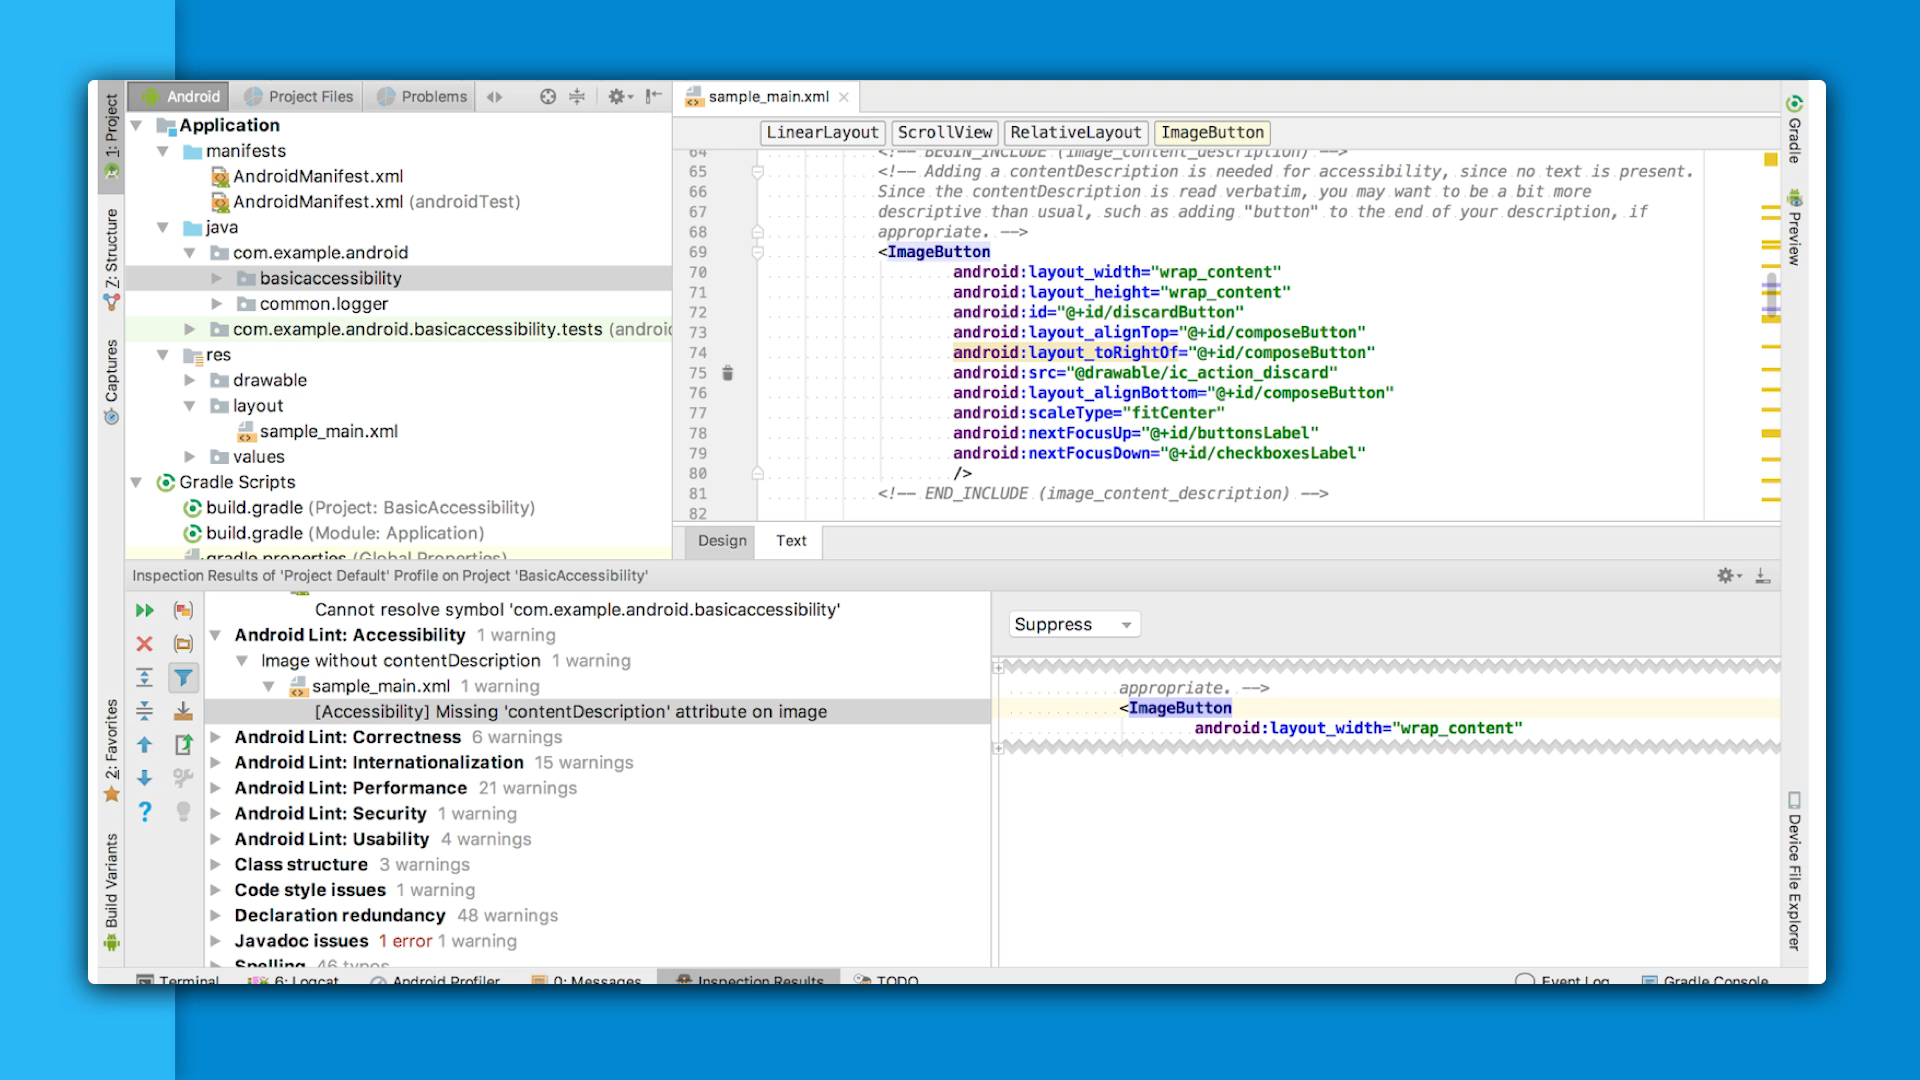 Android
Project Files
Problems
sample_main.xml
1: Project
Z: Structure
Captures
2: Favorites
Build Variants
Application
manifests
AndroidManifest.xml
AndroidManifest.xml (androidTest)
java
com.example.android
basicaccessibility
common.logger
com.example.android.basicaccessibility.tests (androi
res
drawable
layout
sample_main.xml
values
Gradle Scripts
build.gradle (Project: BasicAccessibility)
build.gradle (Module: Application)
gradle.properties (Global Properties)
LinearLayout ScrollView RelativeLayout ImageButton
64 <!-- BEGIN_INCLUDE (image_content_description) -->
65 <!-- Adding a contentDescription is needed for accessibility, since no text is present.
66 Since the contentDescription is read verbatim, you may want to be a bit more
67 descriptive than usual, such as adding "button" to the end of your description, if
68 appropriate. -->
69 <ImageButton
70 android:layout_width="wrap_content"
71 android:layout_height="wrap_content"
72 android:id="@+id/discardButton"
73 android:layout_alignTop="@+id/composeButton"
74 android:layout_toRightOf="@+id/composeButton"
75 android:src="@drawable/ic_action_discard"
76 android:layout_alignBottom="@+id/composeButton"
77 android:scaleType="fitCenter"
78 android:nextFocusUp="@+id/buttonsLabel"
79 android:nextFocusDown="@+id/checkboxesLabel"
80 />
81 <!-- END_INCLUDE (image_content_description) -->
82
Design Text
Gradle
Preview
Device File Explorer
Inspection Results of 'Project Default' Profile on Project 'BasicAccessibility'
Cannot resolve symbol 'com.example.android.basicaccessibility'
Android Lint: Accessibility 1 warning
Image without contentDescription 1 warning
sample_main.xml 1 warning
[Accessibility] Missing 'contentDescription' attribute on image
Android Lint: Correctness 6 warnings
Android Lint: Internationalization 15 warnings
Android Lint: Performance 21 warnings
Android Lint: Security 1 warning
Android Lint: Usability 4 warnings
Class structure 3 warnings
Code style issues 1 warning
Declaration redundancy 48 warnings
Javadoc issues 1 error 1 warning
Spelling 46 typos
Suppress
appropriate. -->
<ImageButton
android:layout_width="wrap_content"
Terminal 6: Logcat Android Profiler 0: Messages Inspection Results TODO Event Log Gradle Console